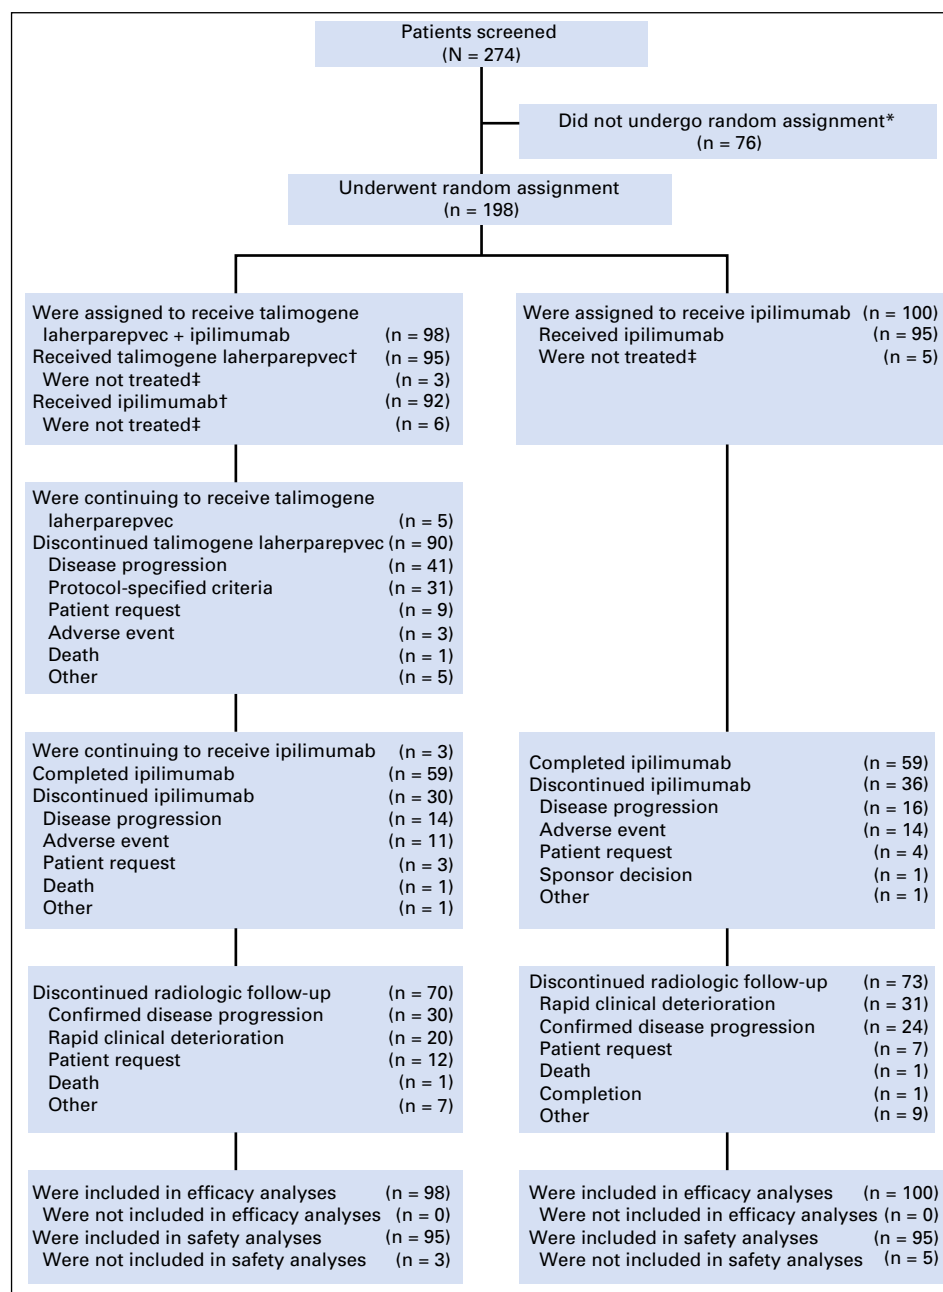 Patients screened
(N = 274)
Did not undergo random assignment*
(n = 76)
Underwent random assignment
(n = 198)
Were assigned to receive talimogene
laherparepvec + ipilimumab (n = 98)
Received talimogene laherparepvec† (n = 95)
Were not treated‡ (n = 3)
Received ipilimumab† (n = 92)
Were not treated‡ (n = 6)
Were assigned to receive ipilimumab (n = 100)
Received ipilimumab (n = 95)
Were not treated‡ (n = 5)
Were continuing to receive talimogene
laherparepvec (n = 5)
Discontinued talimogene laherparepvec (n = 90)
Disease progression (n = 41)
Protocol-specified criteria (n = 31)
Patient request (n = 9)
Adverse event (n = 3)
Death (n = 1)
Other (n = 5)
Were continuing to receive ipilimumab (n = 3)
Completed ipilimumab (n = 59)
Discontinued ipilimumab (n = 30)
Disease progression (n = 14)
Adverse event (n = 11)
Patient request (n = 3)
Death (n = 1)
Other (n = 1)
Completed ipilimumab (n = 59)
Discontinued ipilimumab (n = 36)
Disease progression (n = 16)
Adverse event (n = 14)
Patient request (n = 4)
Sponsor decision (n = 1)
Other (n = 1)
Discontinued radiologic follow-up (n = 70)
Confirmed disease progression (n = 30)
Rapid clinical deterioration (n = 20)
Patient request (n = 12)
Death (n = 1)
Other (n = 7)
Discontinued radiologic follow-up (n = 73)
Rapid clinical deterioration (n = 31)
Confirmed disease progression (n = 24)
Patient request (n = 7)
Death (n = 1)
Completion (n = 1)
Other (n = 9)
Were included in efficacy analyses (n = 98)
Were not included in efficacy analyses (n = 0)
Were included in safety analyses (n = 95)
Were not included in safety analyses (n = 3)
Were included in efficacy analyses (n = 100)
Were not included in efficacy analyses (n = 0)
Were included in safety analyses (n = 95)
Were not included in safety analyses (n = 5)